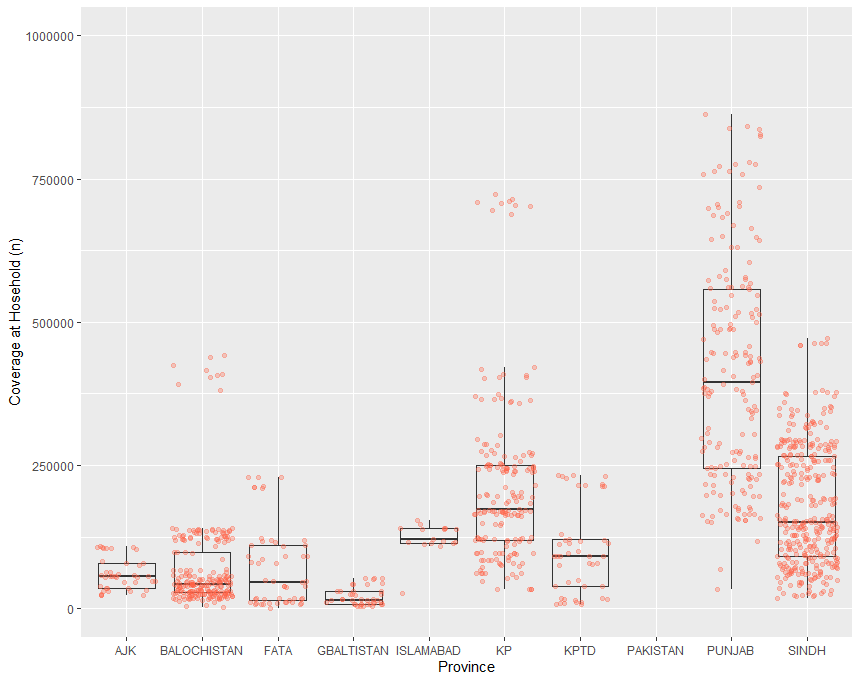 1000000
750000
500000
250000
0
Coverage at Hosehold (n)
AJK BALOCHISTAN FATA GBALTISTAN ISLAMABAD KP KPTD PAKISTAN PUNJAB SINDH
Province